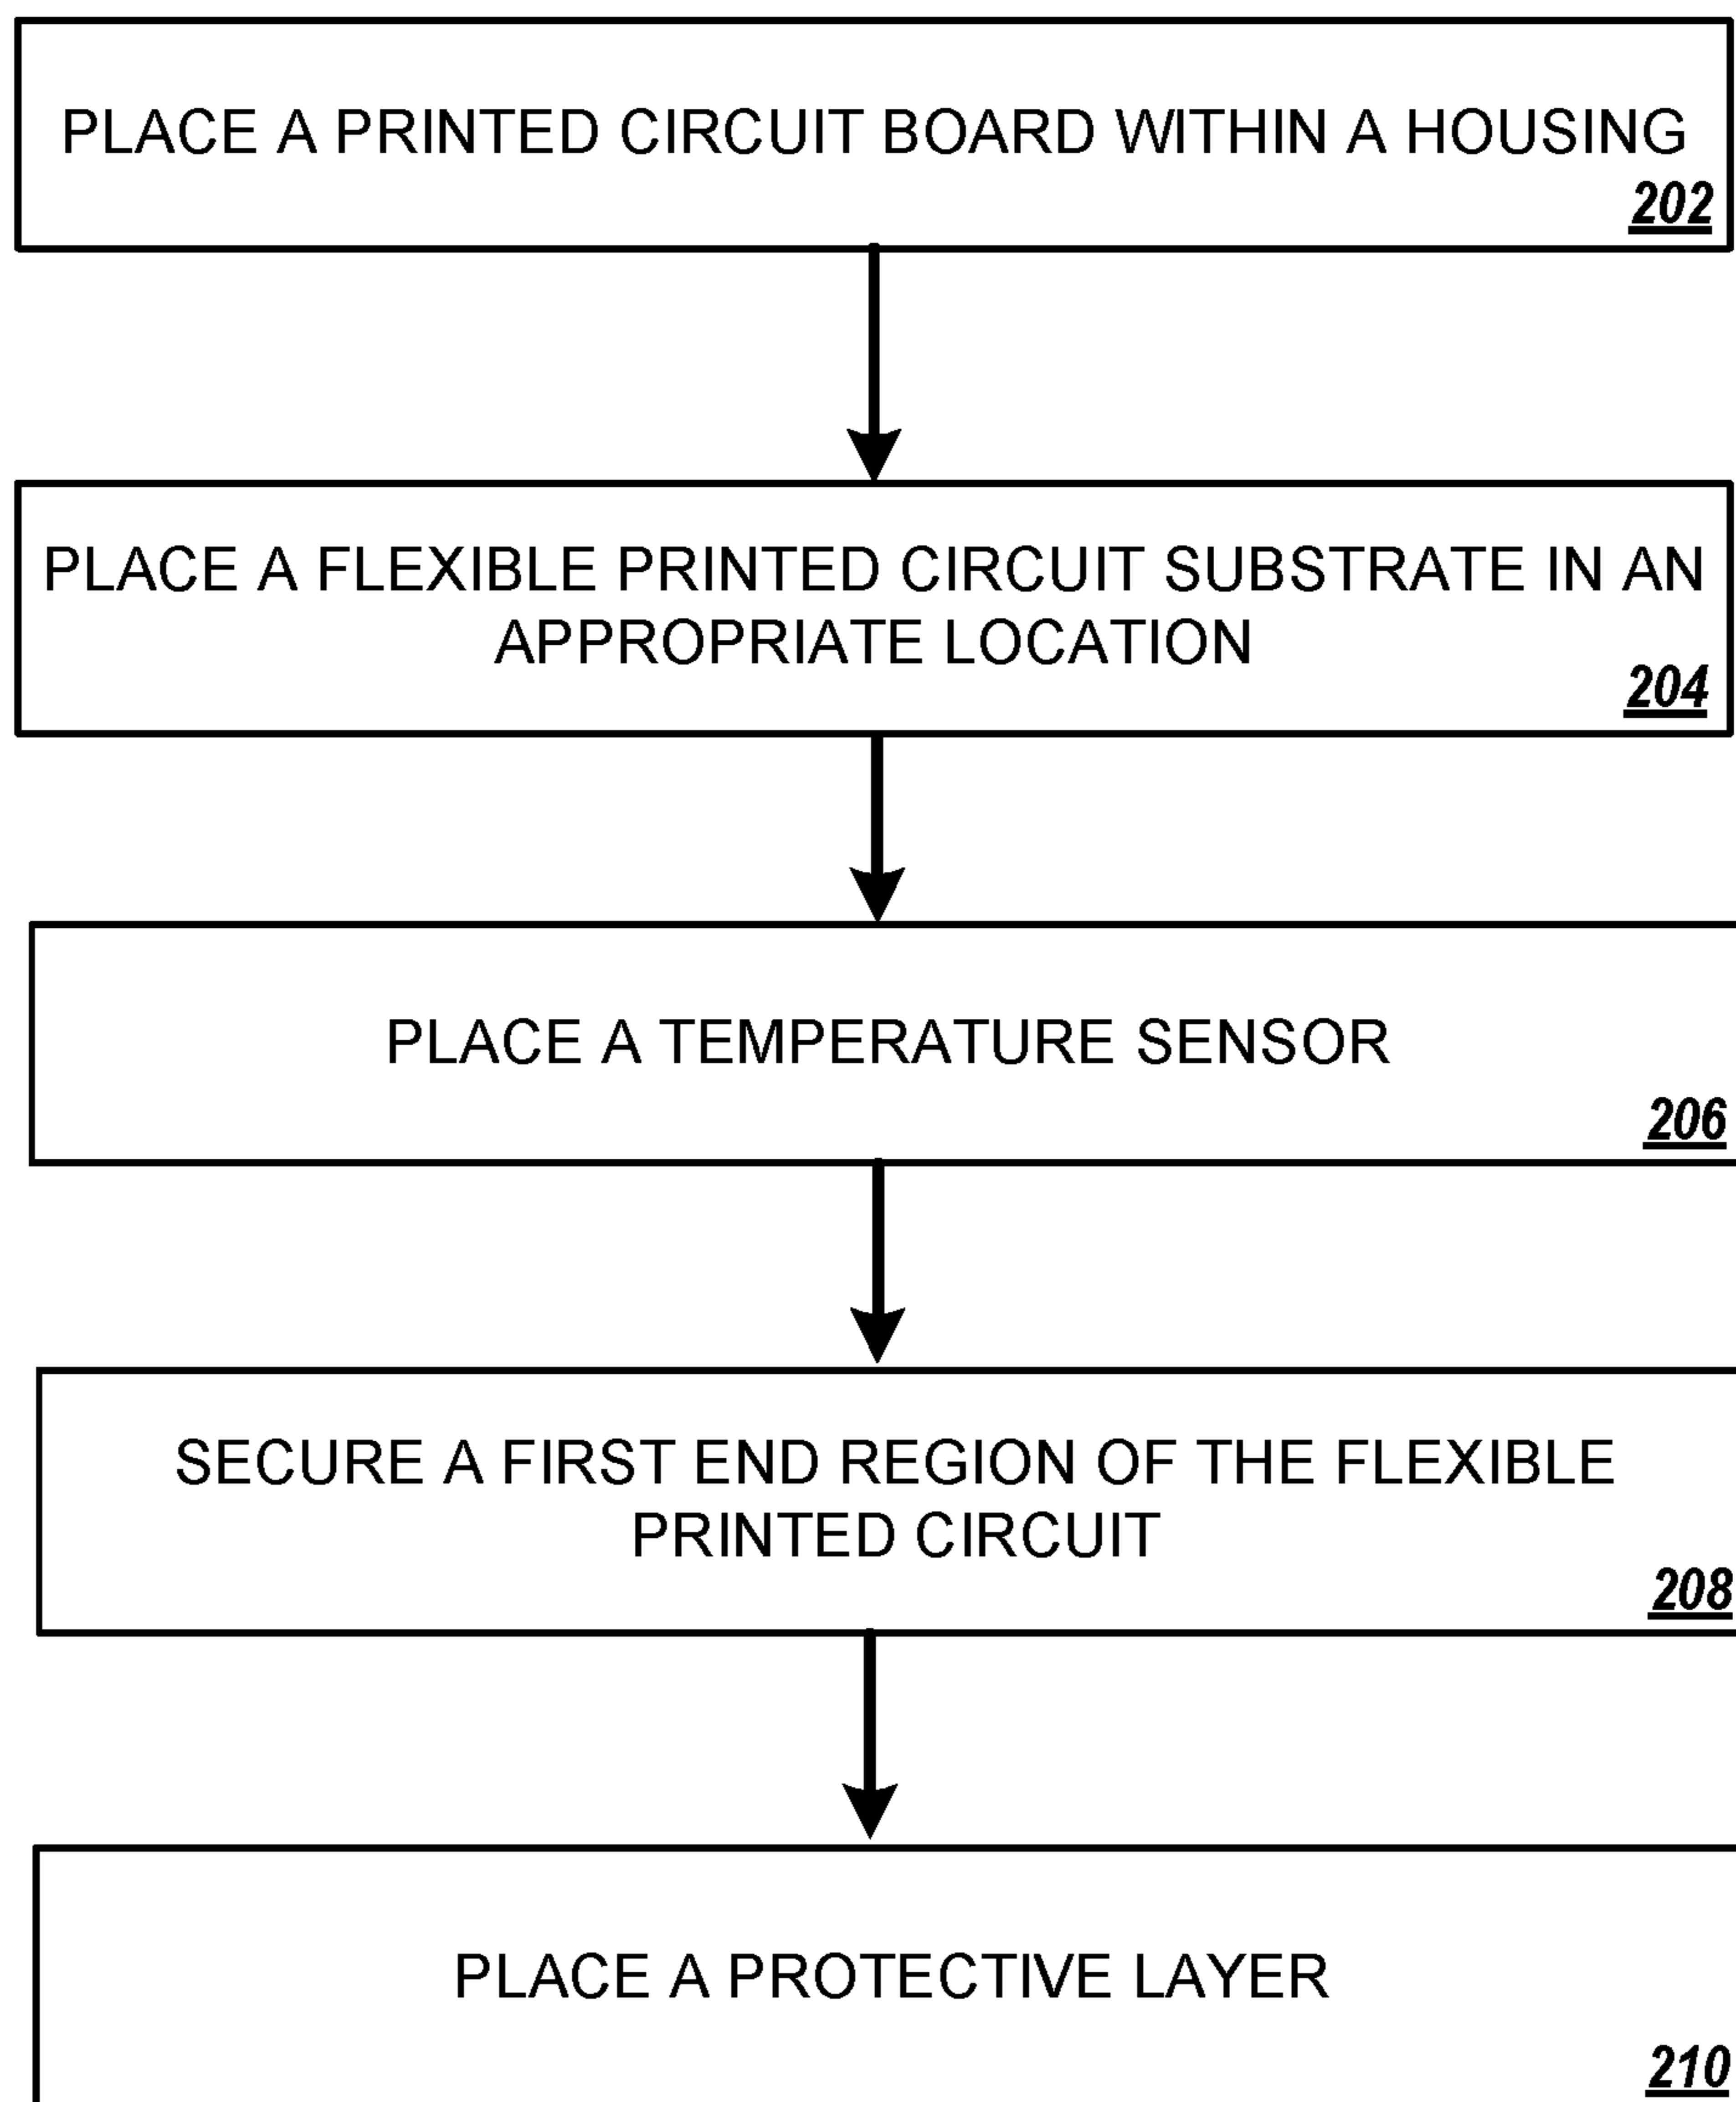 PLACE A PRINTED CIRCUIT BOARD WITHIN A HOUSING
202
PLACE A FLEXIBLE PRINTED CIRCUIT SUBSTRATE IN AN
APPROPRIATE LOCATION
204
PLACE A TEMPERATURE SENSOR
206
SECURE A FIRST END REGION OF THE FLEXIBLE
PRINTED CIRCUIT
208
PLACE A PROTECTIVE LAYER
210